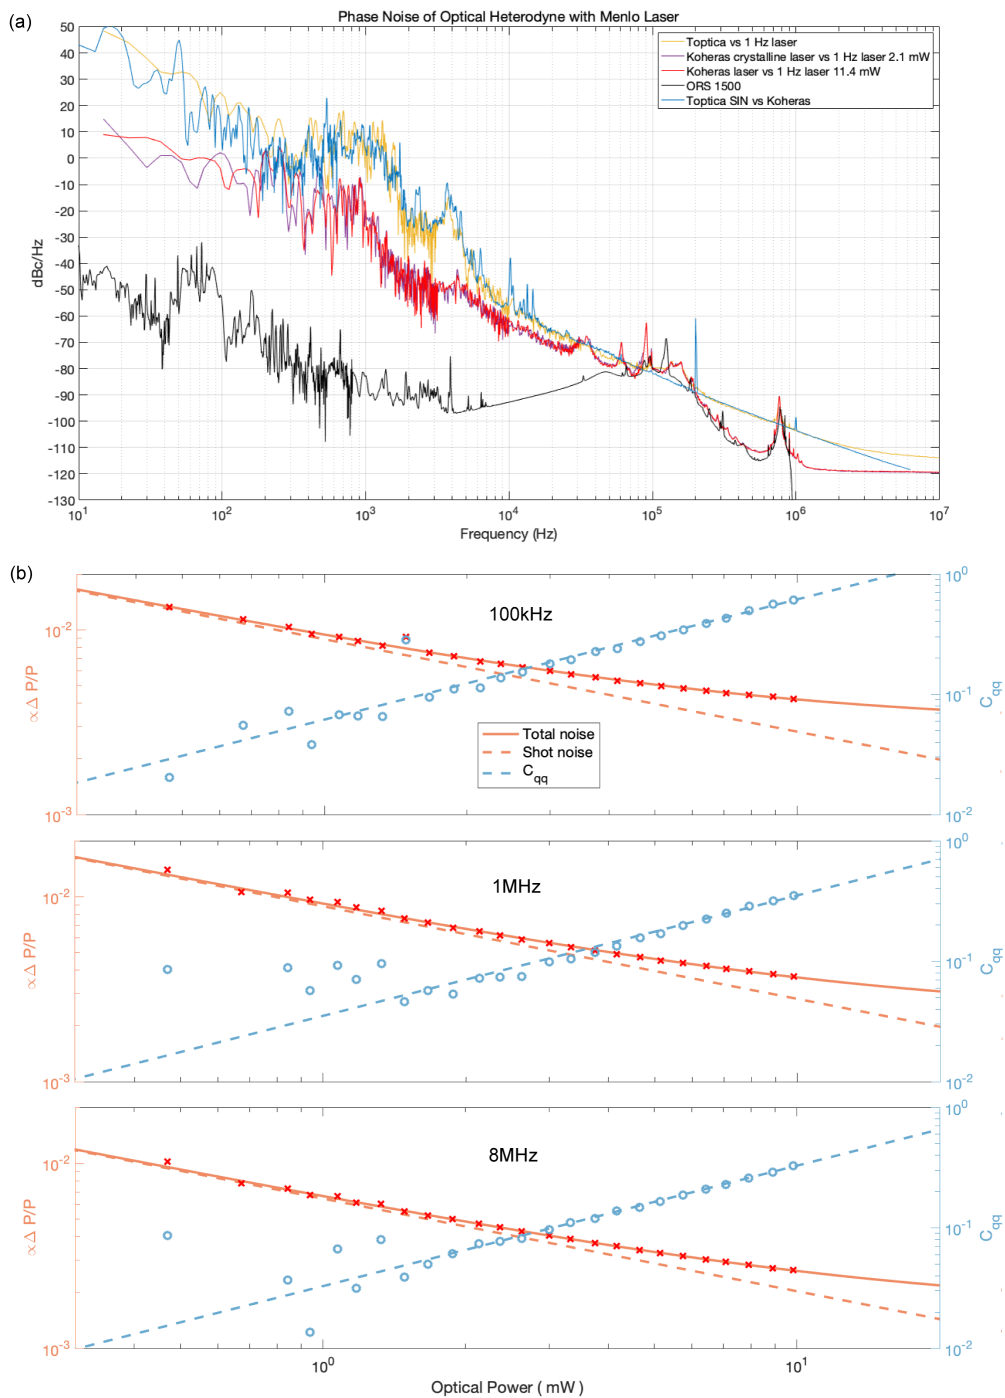 (a)
Phase Noise of Optical Heterodyne with Menlo Laser
50
40
30
20
10
0
-10
-20
-30
-40
-50
-60
-70
-80
-90
-100
-110
-120
-130
dBc/Hz
Toptica vs 1 Hz laser
Koheras crystalline laser vs 1 Hz laser 2.1 mW
Koheras laser vs 1 Hz laser 11.4 mW
ORS 1500
Toptica SIN vs Koheras
10^1
10^2
10^3
10^4
10^5
10^6
10^7
Frequency (Hz)
(b)
100kHz
10^-2
10^-3
∝Δ P/P
10^0
10^-1
10^-2
C_qq
Total noise
Shot noise
C_qq
1MHz
10^-2
10^-3
∝Δ P/P
10^0
10^-1
10^-2
C_qq
8MHz
10^-2
10^-3
∝Δ P/P
10^0
10^-1
10^-2
C_qq
10^0
10^1
Optical Power ( mW )